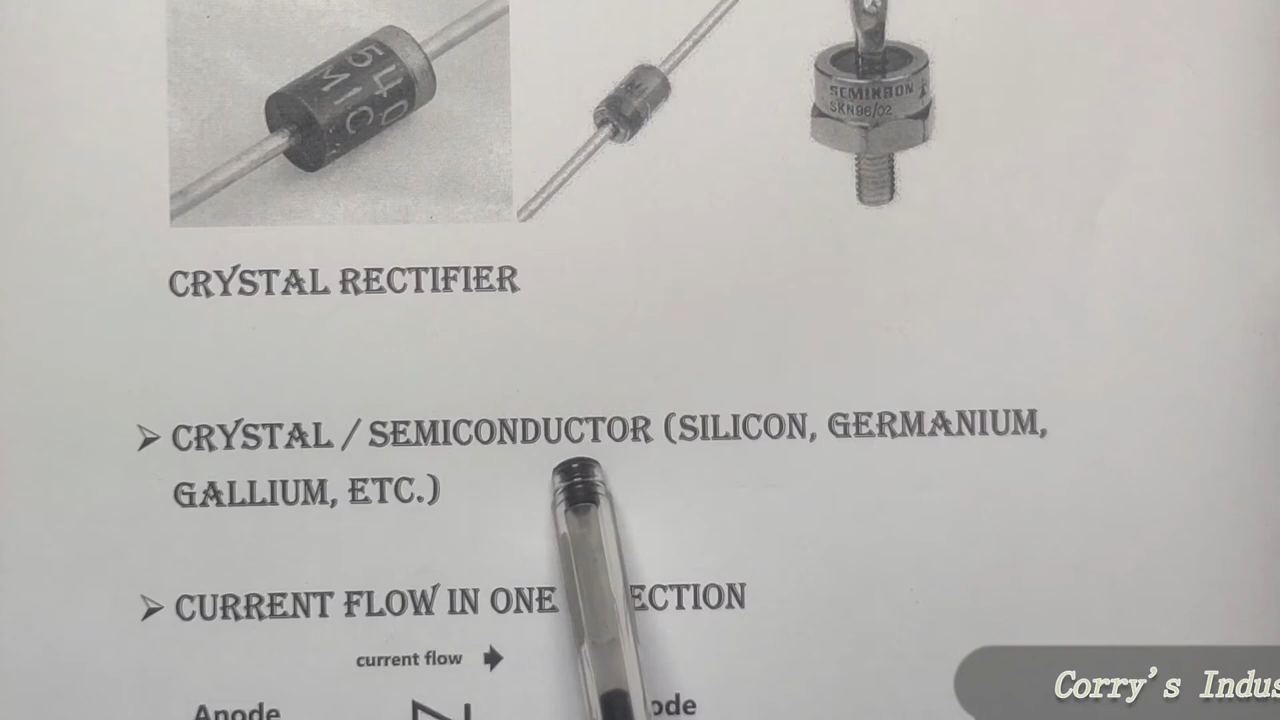 540
MIC
SEMIKRON
SKN96/02
CRYSTAL RECTIFIER
➢ CRYSTAL / SEMICONDUCTOR (SILICON, GERMANIUM,
GALLIUM, ETC.)
➢ CURRENT FLOW IN ONE ECTION
current flow
Anode ode
Corry's Indus